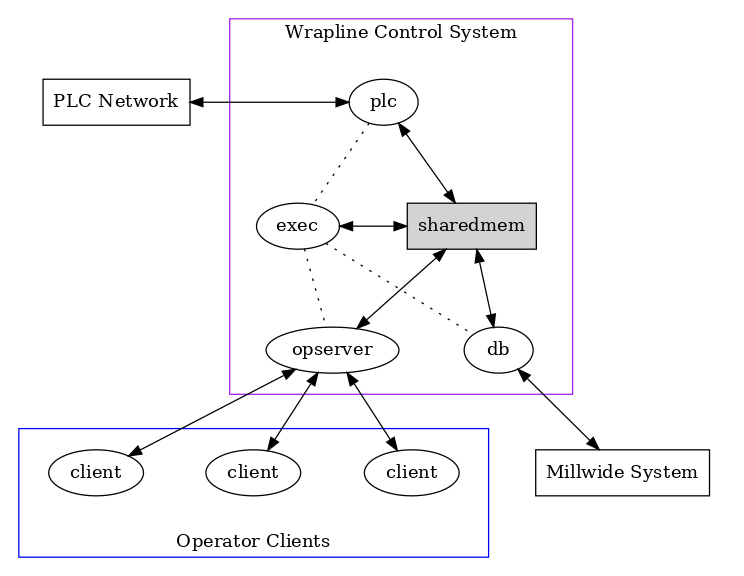 Wrapline Control System
PLC Network
plc
exec
sharedmem
opserver
db
client
client
client
Millwide System
Operator Clients